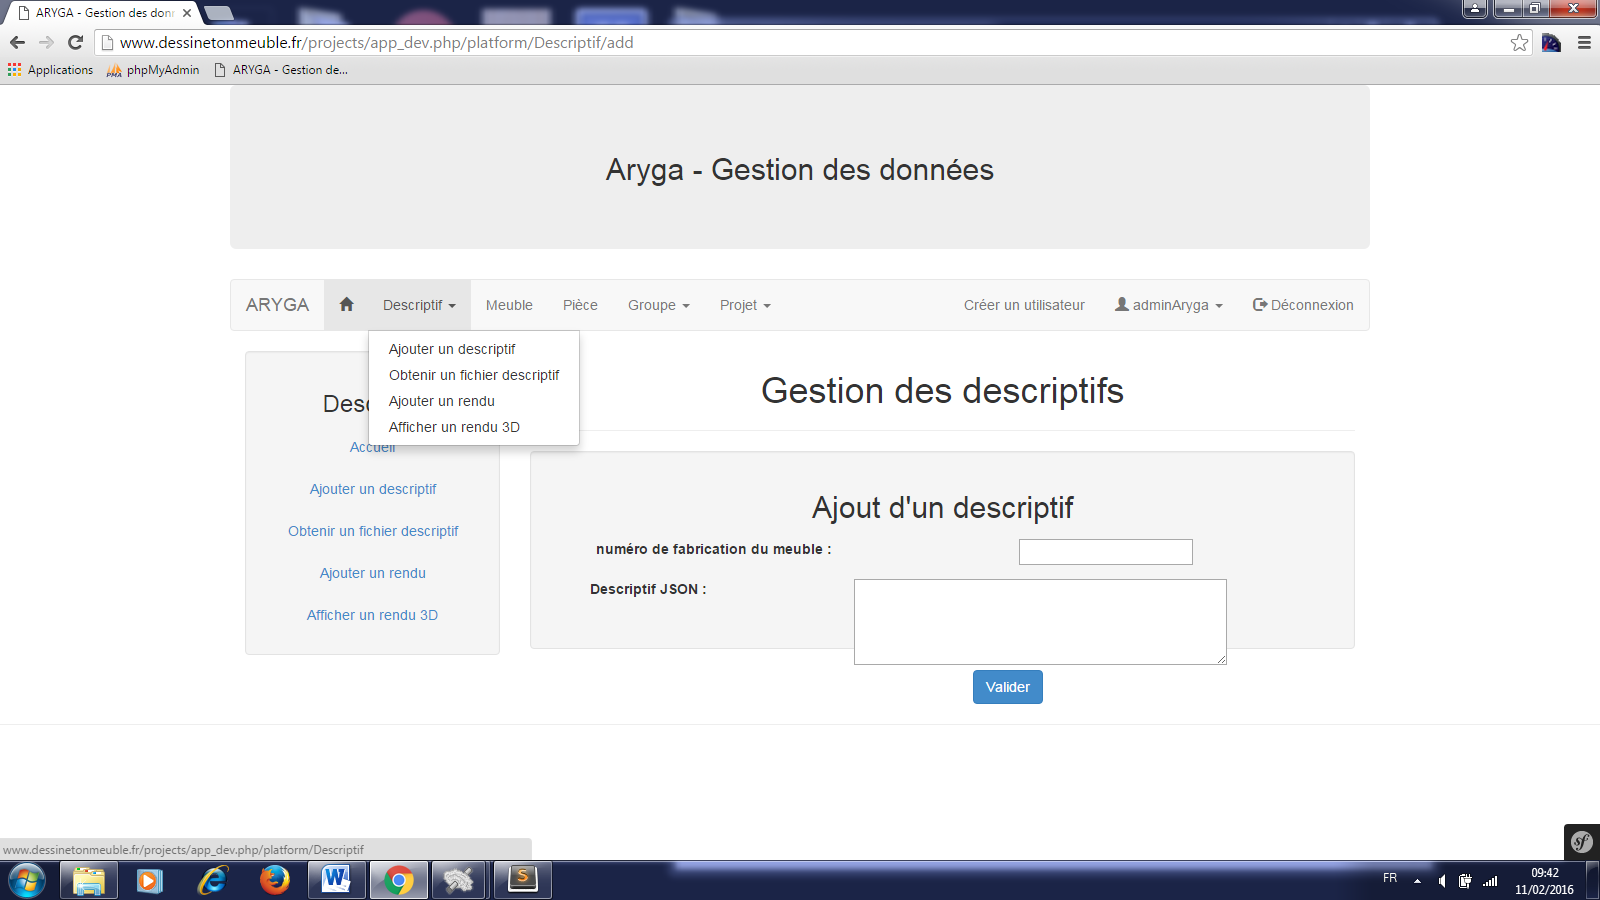 ARYGA - Gestion des don
www.dessinetonmeuble.fr/projects/app_dev.php/platform/Descriptif/add
Applications phpMyAdmin ARYGA - Gestion de...
Aryga - Gestion des données
ARYGA Descriptif Meuble Pièce Groupe Projet Créer un utilisateur adminAryga Déconnexion
Ajouter un descriptif
Obtenir un fichier descriptif
Ajouter un rendu
Afficher un rendu 3D
Accueil
Ajouter un descriptif
Obtenir un fichier descriptif
Ajouter un rendu
Afficher un rendu 3D
Gestion des descriptifs
Ajout d'un descriptif
numéro de fabrication du meuble :
Descriptif JSON :
Valider
www.dessinetonmeuble.fr/projects/app_dev.php/platform/Descriptif
sf
FR
09:42
11/02/2016